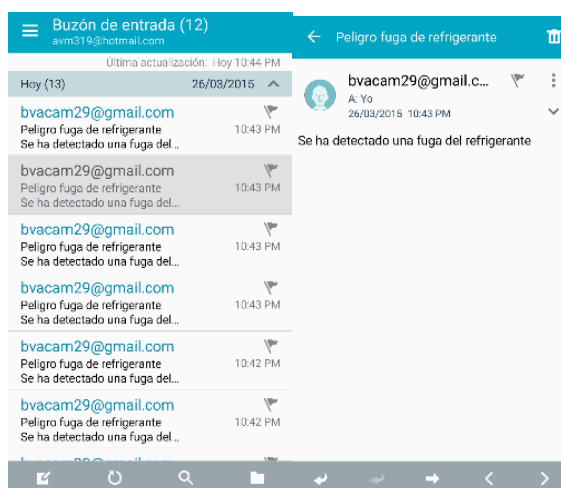 Buzón de entrada (12)
avm319@hotmail.com
Última actualización: Hoy 10:44 PM
Hoy (13) 26/03/2015
bvacam29@gmail.com
Peligro fuga de refrigerante 10:43 PM
Se ha detectado una fuga del...
bvacam29@gmail.com
Peligro fuga de refrigerante 10:43 PM
Se ha detectado una fuga del...
bvacam29@gmail.com
Peligro fuga de refrigerante 10:43 PM
Se ha detectado una fuga del...
bvacam29@gmail.com
Peligro fuga de refrigerante 10:43 PM
Se ha detectado una fuga del...
bvacam29@gmail.com
Peligro fuga de refrigerante 10:42 PM
Se ha detectado una fuga del...
bvacam29@gmail.com
Peligro fuga de refrigerante 10:42 PM
Se ha detectado una fuga del...
Peligro fuga de refrigerante
bvacam29@gmail.c...
A: Yo
26/03/2015 10:43 PM
Se ha detectado una fuga del refrigerante